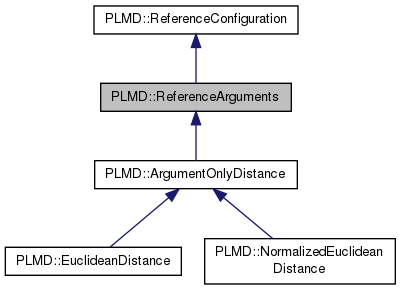 PLMD::ReferenceConfiguration
PLMD::ReferenceArguments
PLMD::ArgumentOnlyDistance
PLMD::EuclideanDistance
PLMD::NormalizedEuclidean
Distance